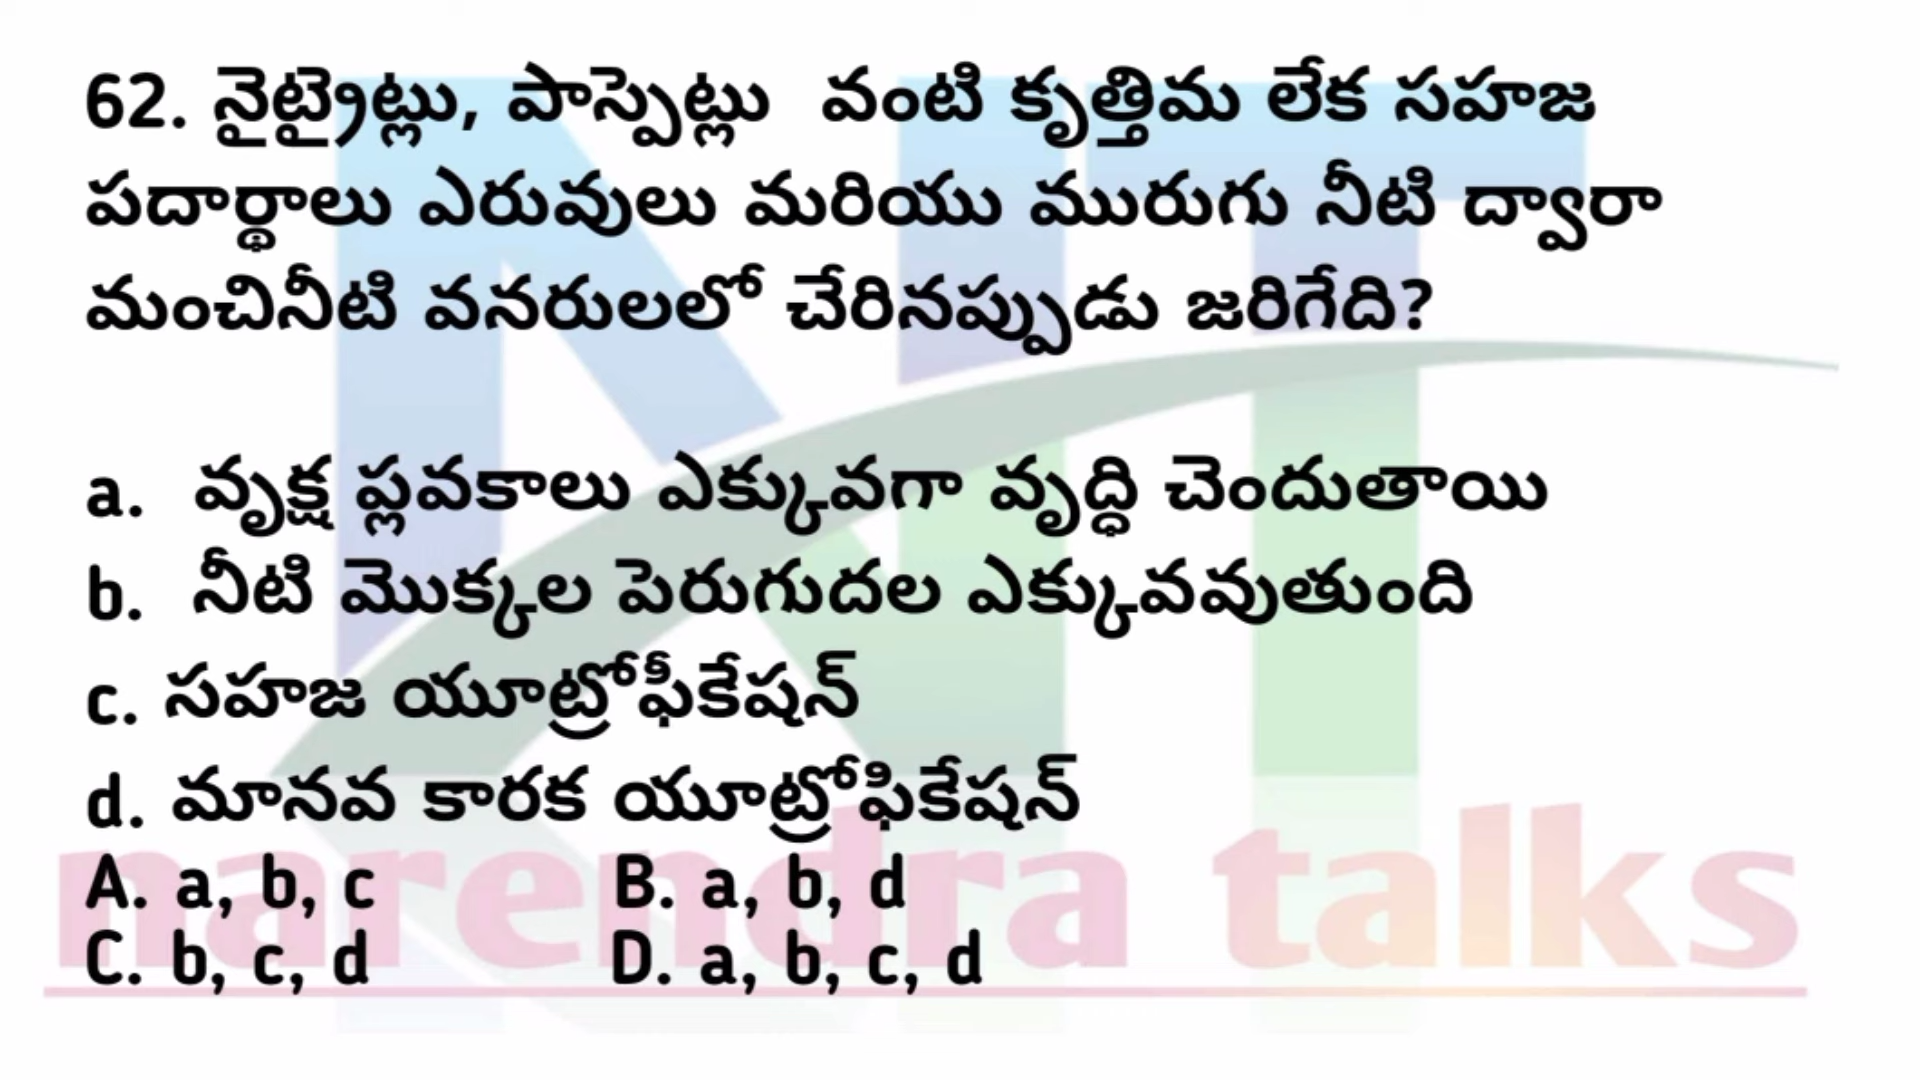 62. నైట్రైట్లు, పాస్పెట్లు వంటి కృత్తిమ లేక సహజ
పదార్థాలు ఎరువులు మరియు మురుగు నీటి ద్వారా
మంచినీటి వనరులలో చేరినప్పుడు జరిగేది?
a. వృక్ష ప్లవకాలు ఎక్కువగా వృద్ధి చెందుతాయి
b. నీటి మొక్కల పెరుగుదల ఎక్కువవుతుంది
c. సహజ యూట్రోఫీకేషన్
d. మానవ కారక యూట్రోఫికేషన్
A. a, b, c B. a, b, d
C. b, c, d D. a, b, c, d
NT
narendra talks